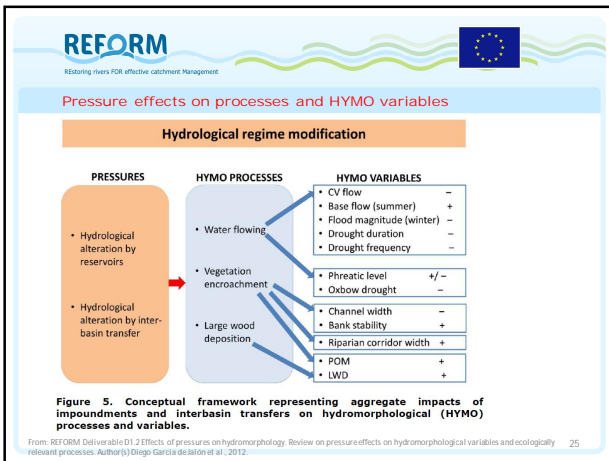 REFORM
REstoring rivers FOR effective catchment Management
Pressure effects on processes and HYMO variables
Hydrological regime modification
PRESSURES
• Hydrological
alteration by
reservoirs
• Hydrological
alteration by inter-
basin transfer
HYMO PROCESSES
• Water flowing
• Vegetation
encroachment
• Large wood
deposition
HYMO VARIABLES
• CV flow –
• Base flow (summer) +
• Flood magnitude (winter) –
• Drought duration –
• Drought frequency –
• Phreatic level +/ –
• Oxbow drought –
• Channel width –
• Bank stability +
• Riparian corridor width +
• POM +
• LWD +
Figure 5. Conceptual framework representing aggregate impacts of
impoundments and interbasin transfers on hydromorphological (HYMO)
processes and variables.
From: REFORM Deliverable D1.2 Effects of pressures on hydromorphology. Review on pressure effects on hydromorphological variables and ecologically
relevant processes. Author(s) Diego García de Jalón et al., 2012.
25